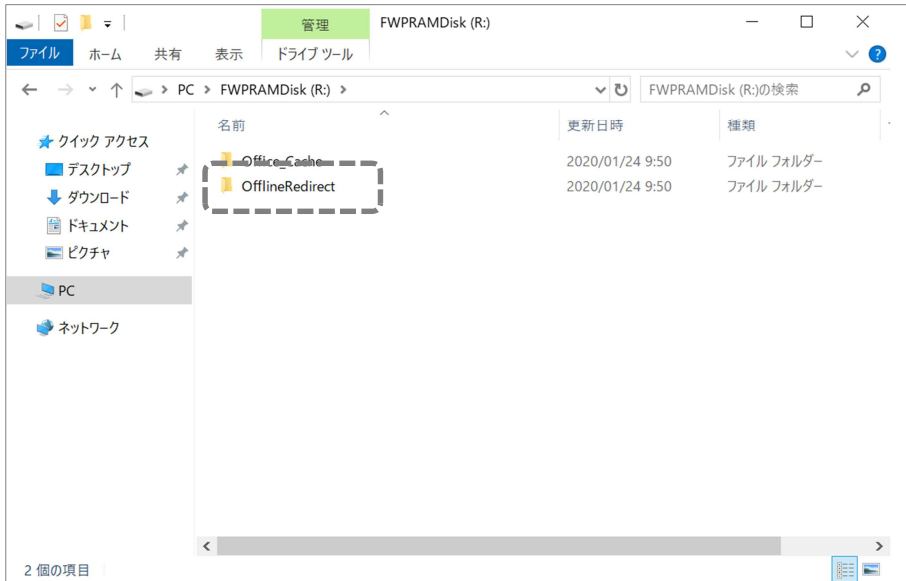 管理 FWPRAMDisk (R:)
ファイル ホーム 共有 表示 ドライブ ツール
PC FWPRAMDisk (R:) FWPRAMDisk (R:)の検索
名前 更新日時 種類
クイック アクセス
Office_Cache 2020/01/24 9:50 ファイル フォルダー
デスクトップ
OfflineRedirect 2020/01/24 9:50 ファイル フォルダー
ダウンロード
ドキュメント
ピクチャ
PC
ネットワーク
2 個の項目